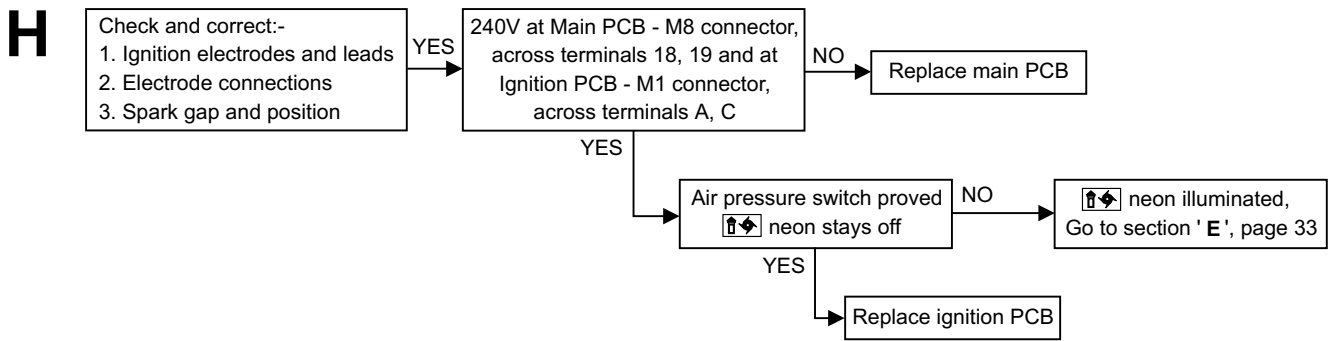 H
Check and correct:-
1. Ignition electrodes and leads
2. Electrode connections
3. Spark gap and position
YES
240V at Main PCB - M8 connector,
across terminals 18, 19 and at
Ignition PCB - M1 connector,
across terminals A, C
NO
Replace main PCB
YES
Air pressure switch proved
neon stays off
NO
neon illuminated,
Go to section ' E ', page 33
YES
Replace ignition PCB